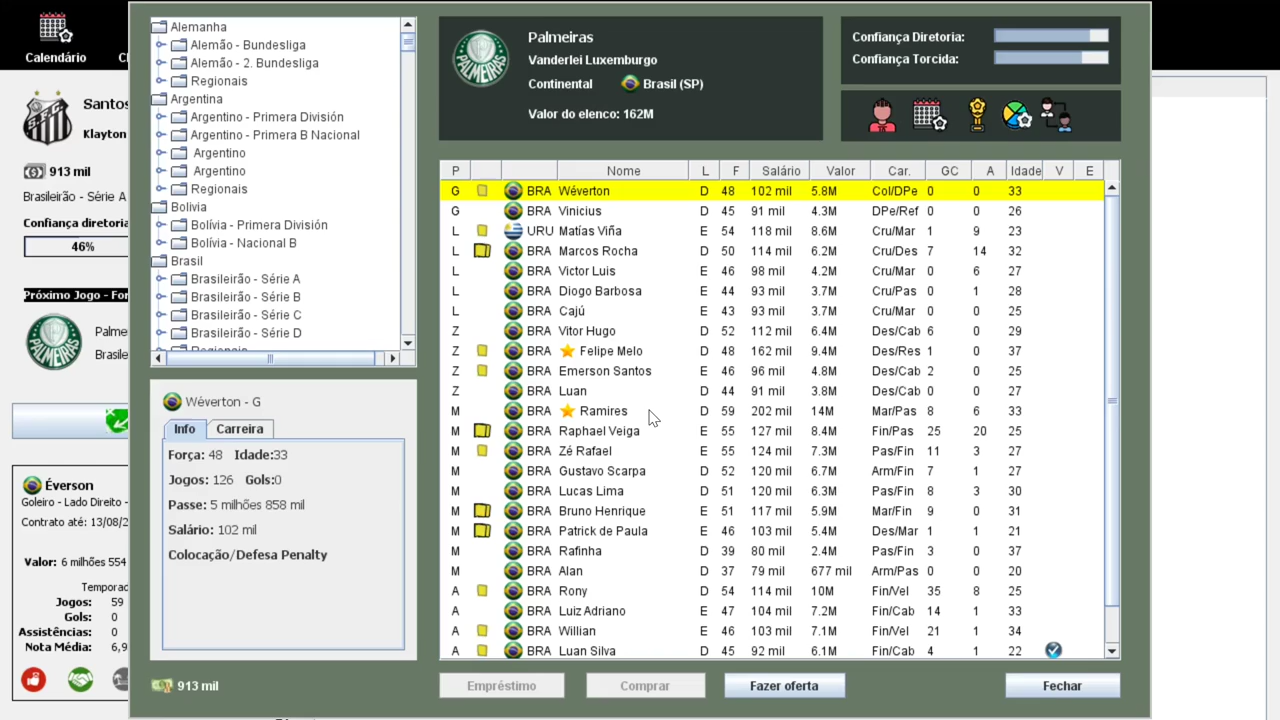 Calendário
Santos
Klayton
913 mil
Brasileirão - Série A
Confiança diretoria
46%
Próximo Jogo - For
Palme
Brasile
Éverson
Goleiro - Lado Direito -
Contrato até: 13/08/2
Valor: 6 milhões 554
Temporad
Jogos: 59
Gols: 0
Assistências: 0
Nota Média: 6,9
Alemanha
Alemão - Bundesliga
Alemão - 2. Bundesliga
Regionais
Argentina
Argentino - Primera División
Argentino - Primera B Nacional
Argentino
Argentino
Regionais
Bolivia
Bolívia - Primera División
Bolívia - Nacional B
Brasil
Brasileirão - Série A
Brasileirão - Série B
Brasileirão - Série C
Brasileirão - Série D
Regionais
Wéverton - G
Info Carreira
Força: 48 Idade:33
Jogos: 126 Gols:0
Passe: 5 milhões 858 mil
Salário: 102 mil
Colocação/Defesa Penalty
913 mil
PALMEIRAS
Palmeiras
Vanderlei Luxemburgo
Continental Brasil (SP)
Valor do elenco: 162M
Confiança Diretoria:
Confiança Torcida:
P Nome L F Salário Valor Car. GC A Idade V E
G BRA Wéverton D 48 102 mil 5.8M Col/DPe 0 0 33
G BRA Vinicius D 45 91 mil 4.3M DPe/Ref 0 0 26
L URU Matías Viña E 54 118 mil 8.6M Cru/Mar 1 9 23
L BRA Marcos Rocha D 50 114 mil 6.2M Cru/Des 7 14 32
L BRA Victor Luis E 46 98 mil 4.2M Cru/Mar 0 6 27
L BRA Diogo Barbosa E 44 93 mil 3.7M Cru/Pas 0 1 28
L BRA Cajú E 43 93 mil 3.7M Cru/Mar 0 0 25
Z BRA Vitor Hugo D 52 112 mil 6.4M Des/Cab 6 0 29
Z BRA Felipe Melo D 48 162 mil 9.4M Des/Res 1 0 37
Z BRA Emerson Santos E 46 96 mil 4.8M Des/Cab 2 0 25
Z BRA Luan D 44 91 mil 3.8M Des/Cab 0 0 27
M BRA Ramires D 59 202 mil 14M Mar/Pas 8 6 33
M BRA Raphael Veiga E 55 127 mil 8.4M Fin/Pas 25 20 25
M BRA Zé Rafael E 55 124 mil 7.3M Pas/Fin 11 3 27
M BRA Gustavo Scarpa D 52 120 mil 6.7M Arm/Fin 7 1 27
M BRA Lucas Lima D 51 120 mil 6.3M Pas/Fin 8 3 30
M BRA Bruno Henrique E 51 117 mil 5.9M Mar/Fin 9 0 31
M BRA Patrick de Paula E 46 103 mil 5.4M Des/Mar 1 1 21
M BRA Rafinha D 39 80 mil 2.4M Pas/Fin 3 0 37
M BRA Alan D 37 79 mil 677 mil Arm/Pas 0 0 20
A BRA Rony D 54 114 mil 10M Fin/Vel 35 8 25
A BRA Luiz Adriano E 47 104 mil 7.2M Fin/Cab 14 1 33
A BRA Willian E 46 103 mil 7.1M Fin/Vel 21 1 34
A BRA Luan Silva D 45 92 mil 6.1M Fin/Cab 4 1 22
Empréstimo Comprar Fazer oferta Fechar